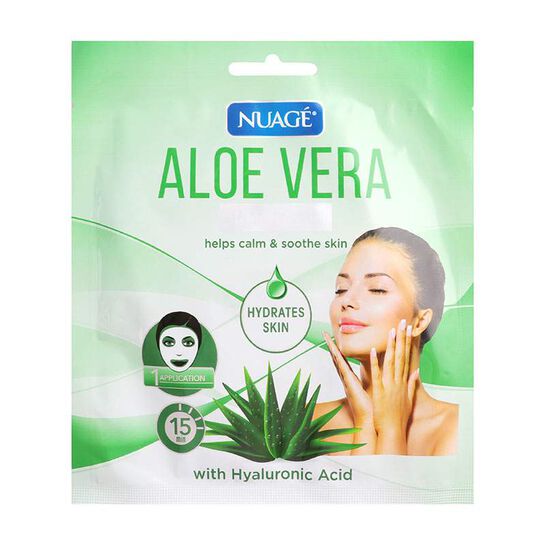 NUAGÉ®
ALOE VERA
helps calm & soothe skin
HYDRATES
SKIN
1 APPLICATION
15
min
with Hyaluronic Acid